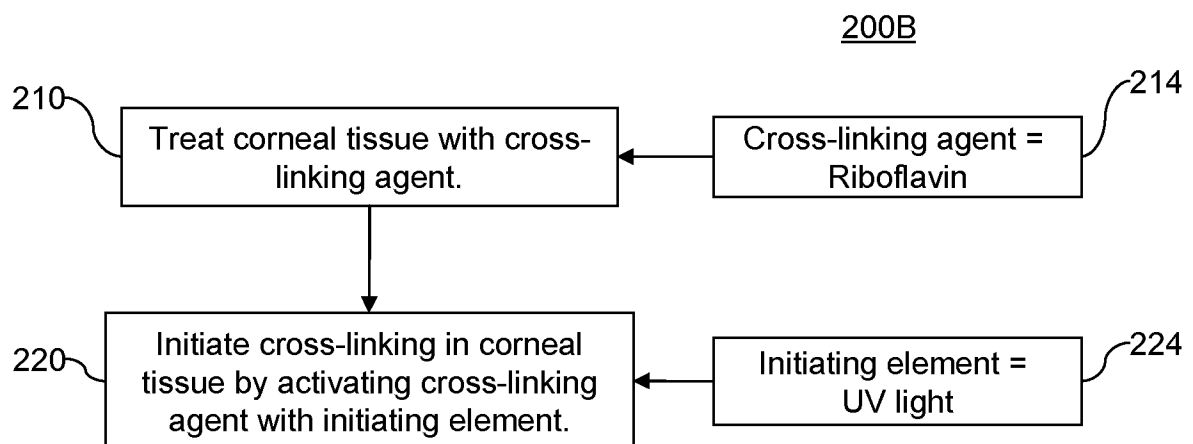 200B
210
Treat corneal tissue with cross-
linking agent.
Cross-linking agent =
Riboflavin
214
220
Initiate cross-linking in corneal
tissue by activating cross-linking
agent with initiating element.
Initiating element =
UV light
224